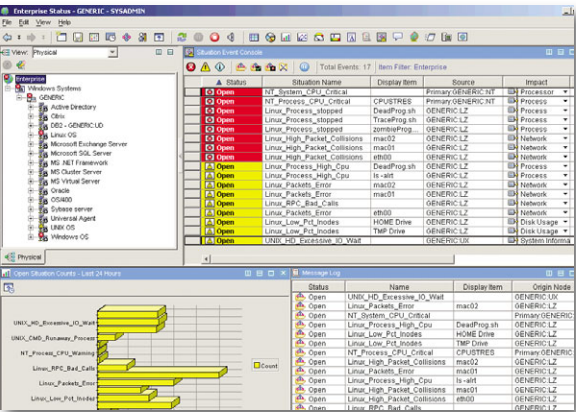 Enterprise Status - GENERIC - SYSADMIN
File Edit View Help
View: Physical
Enterprise
Windows Systems
GENERIC
Active Directory
Citrix
DB2 - GENERIC:UD
Linux OS
Microsoft Exchange Server
Microsoft SQL Server
MS .NET Framework
MS Cluster Server
MS Virtual Server
Oracle
OS/400
Sybase server
Universal Agent
UNIX OS
Windows OS
Physical
Situation Event Console
Total Events: 17 Item Filter: Enterprise
Status Situation Name Display Item Source Impact
Open NT_System_CPU_Critical Primary:GENERIC:NT Processor
Open NT_Process_CPU_Critical CPUSTRES Primary:GENERIC:NT Process
Open Linux_Process_stopped DeadProg.sh GENERIC:LZ Process
Open Linux_Process_stopped TraceProg.sh GENERIC:LZ Process
Open Linux_Process_stopped zombieProg... GENERIC:LZ Process
Open Linux_High_Packet_Collisions mac02 GENERIC:LZ Network
Open Linux_High_Packet_Collisions mac01 GENERIC:LZ Network
Open Linux_High_Packet_Collisions eth00 GENERIC:LZ Network
Open Linux_Process_High_Cpu DeadProg.sh GENERIC:LZ Process
Open Linux_Process_High_Cpu ls -alrt GENERIC:LZ Process
Open Linux_Packets_Error mac02 GENERIC:LZ Network
Open Linux_Packets_Error mac01 GENERIC:LZ Network
Open Linux_RPC_Bad_Calls GENERIC:LZ
Open Linux_Packets_Error eth00 GENERIC:LZ Network
Open Linux_Low_Pct_Inodes HOME Drive GENERIC:LZ Disk Usage
Open Linux_Low_Pct_Inodes TMP Drive GENERIC:LZ Disk Usage
Open UNIX_HD_Excessive_IO_Wait GENERIC:UX System Informa
Open Situation Counts - Last 24 Hours
UNIX_HD_Excessive_IO_Wait
UNIX_CMD_Runaway_Process
NT_Process_CPU_Warning
Linux_RPC_Bad_Calls
Linux_Packets_Error
Linux_Low_Pct_Inodes
Count
Message Log
Status Name Display Item Origin Node
Open UNIX_HD_Excessive_IO_Wait GENERIC:UX
Open Linux_Packets_Error mac02 GENERIC:LZ
Open NT_System_CPU_Critical Primary:GENERIC:
Open Linux_Process_High_Cpu DeadProg.sh GENERIC:LZ
Open Linux_Low_Pct_Inodes HOME Drive GENERIC:LZ
Open Linux_Low_Pct_Inodes TMP Drive GENERIC:LZ
Open NT_Process_CPU_Critical CPUSTRES Primary:GENERIC:
Open Linux_High_Packet_Collisions mac02 GENERIC:LZ
Open Linux_Packets_Error mac01 GENERIC:LZ
Open Linux_Process_High_Cpu ls -alrt GENERIC:LZ
Open Linux_High_Packet_Collisions mac01 GENERIC:LZ
Open Linux_High_Packet_Collisions eth00 GENERIC:LZ
Open Linux_RPC_Bad_Calls GENERIC:LZ